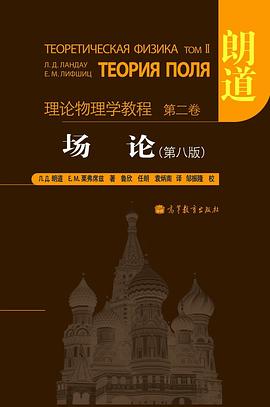 ТЕОРЕТИЧЕСКАЯ ФИЗИКА ТОМ II
Л. Д. ЛАНДАУ
Е. М. ЛИФШИЦ
ТЕОРИЯ ПОЛЯ
朗道
理论物理学教程 第二卷
场 论(第八版)
Л. Д. 朗道 Е. М. 栗弗席兹 著 鲁欣 任朗 袁炳南 译 邹振隆 校
高等教育出版社